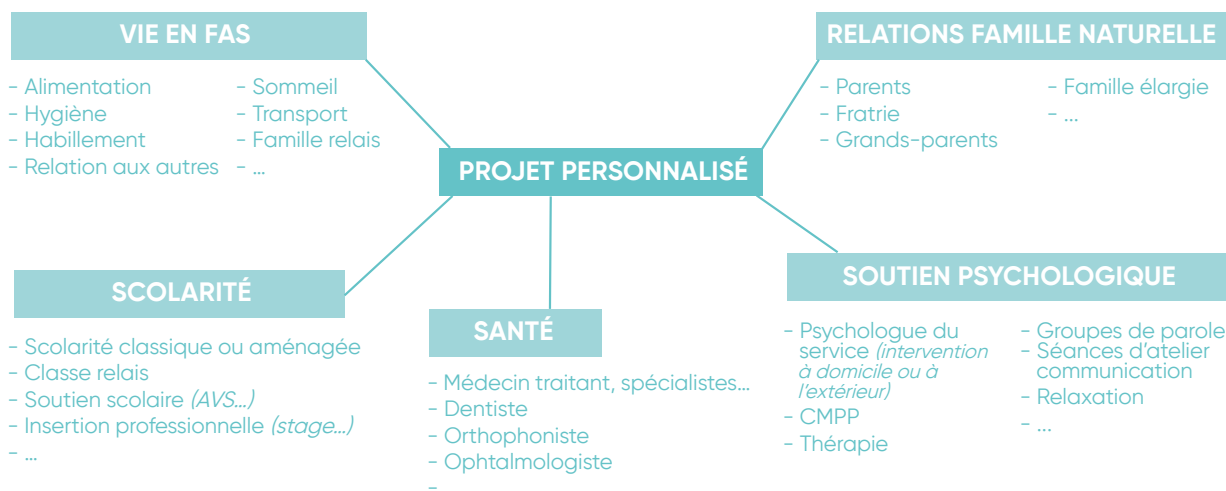 VIE EN FAS
- Alimentation
- Hygiène
- Habillement
- Relation aux autres
- Sommeil
- Transport
- Famille relais
- ...
RELATIONS FAMILLE NATURELLE
- Parents
- Fratrie
- Grands-parents
- Famille élargie
- ...
PROJET PERSONNALISÉ
SCOLARITÉ
- Scolarité classique ou aménagée
- Classe relais
- Soutien scolaire (AVS...)
- Insertion professionnelle (stage...)
- ...
SANTÉ
- Médecin traitant, spécialistes...
- Dentiste
- Orthophoniste
- Ophtalmologiste
-
SOUTIEN PSYCHOLOGIQUE
- Psychologue du
service (intervention
à domicile ou à
l'extérieur)
- CMPP
- Thérapie
- Groupes de parole
- Séances d'atelier
communication
- Relaxation
- ...